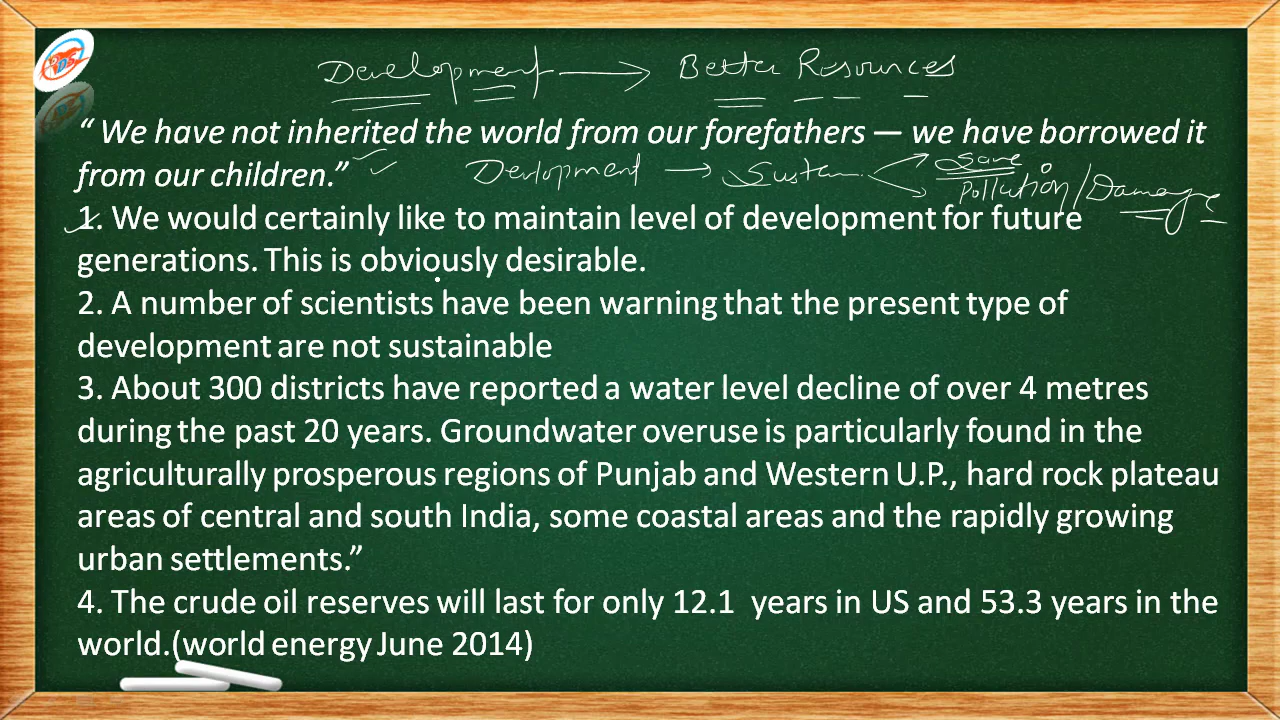 Development → Better Resources
“ We have not inherited the world from our forefathers — we have borrowed it
from our children.” Devlopment → Sustain..
Save
Pollution / Damage
1. We would certainly like to maintain level of development for future
generations. This is obviously desirable.
2. A number of scientists have been warning that the present type of
development are not sustainable
3. About 300 districts have reported a water level decline of over 4 metres
during the past 20 years. Groundwater overuse is particularly found in the
agriculturally prosperous regions of Punjab and Western U.P., hard rock plateau
areas of central and south India, some coastal areas and the rapidly growing
urban settlements.”
4. The crude oil reserves will last for only 12.1 years in US and 53.3 years in the
world.(world energy June 2014)